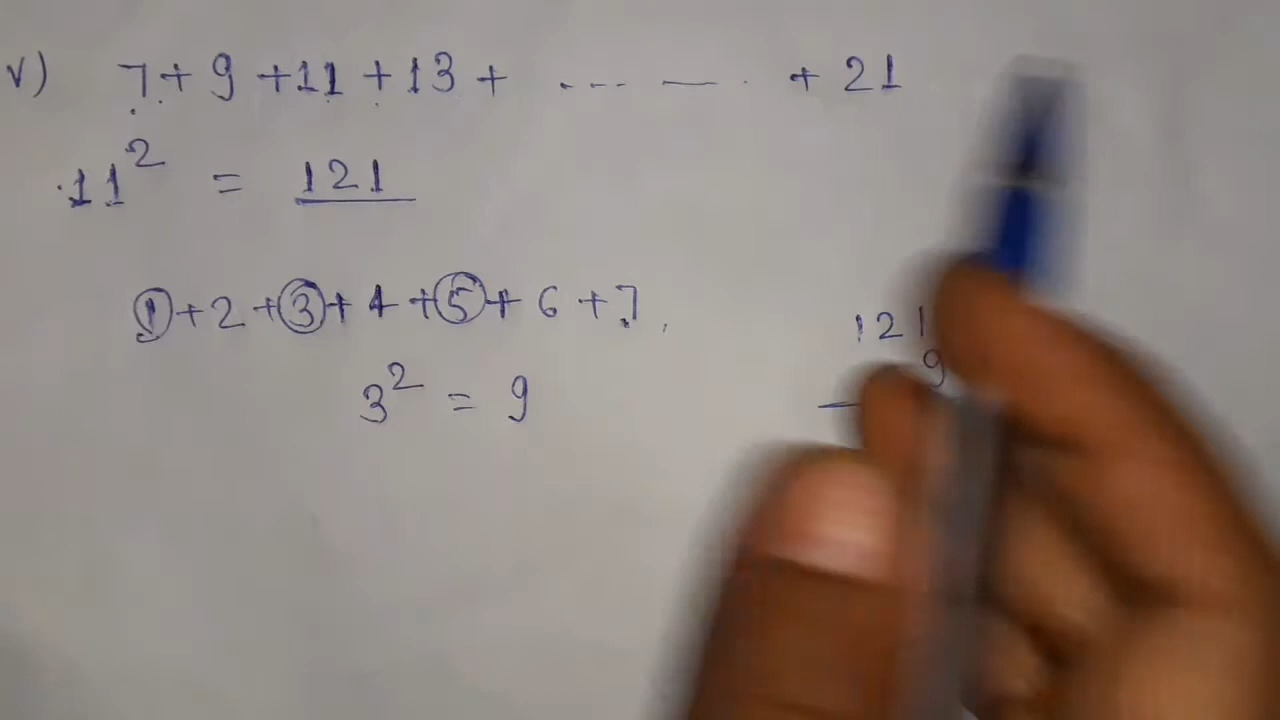 v) 7 + 9 + 11 + 13 + ... — . + 21
11² = 121
1 + 2 + 3 + 4 + 5 + 6 + 7
3² = 9
121
9